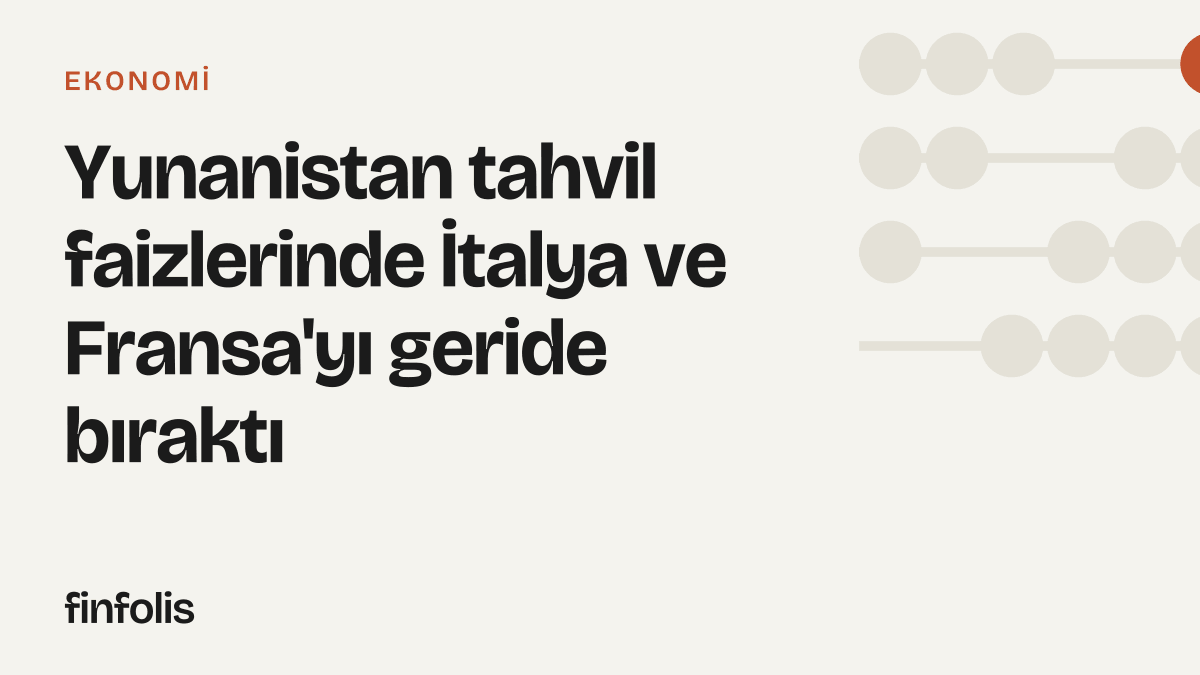 EKONOMİ
Yunanistan tahvil
faizlerinde İtalya ve
Fransa'yı geride
bıraktı
finfolis